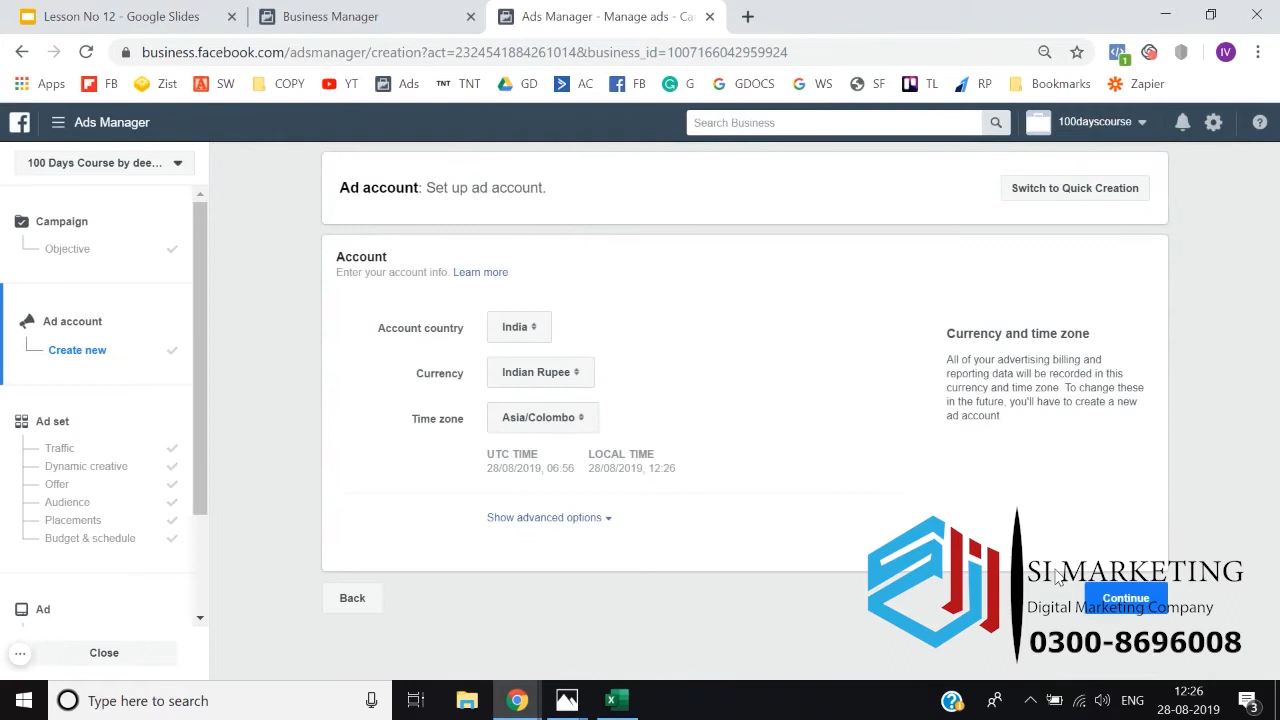 Lesson No 12 - Google Slides
Business Manager
Ads Manager - Manage ads - Ca
business.facebook.com/adsmanager/creation?act=2324541884261014&business_id=1007166042959924
IV
1
Apps FB Zist SW COPY YT Ads TNT TNT GD AC FB G GDOCS WS SF TL RP Bookmarks Zapier
Ads Manager
Search Business
100dayscourse
100 Days Course by dee...
Campaign
Objective
Ad account
Create new
Ad set
Traffic
Dynamic creative
Offer
Audience
Placements
Budget & schedule
Ad
Close
Ad account: Set up ad account.
Switch to Quick Creation
Account
Enter your account info. Learn more
Account country India
Currency Indian Rupee
Time zone Asia/Colombo
UTC TIME LOCAL TIME
28/08/2019, 06:56 28/08/2019, 12:26
Show advanced options
Currency and time zone
All of your advertising billing and
reporting data will be recorded in this
currency and time zone. To change these
in the future, you'll have to create a new
ad account
Back
Continue
SI MARKETING
Digital Marketing Company
0300-8696008
Type here to search
ENG
12:26
28-08-2019
3